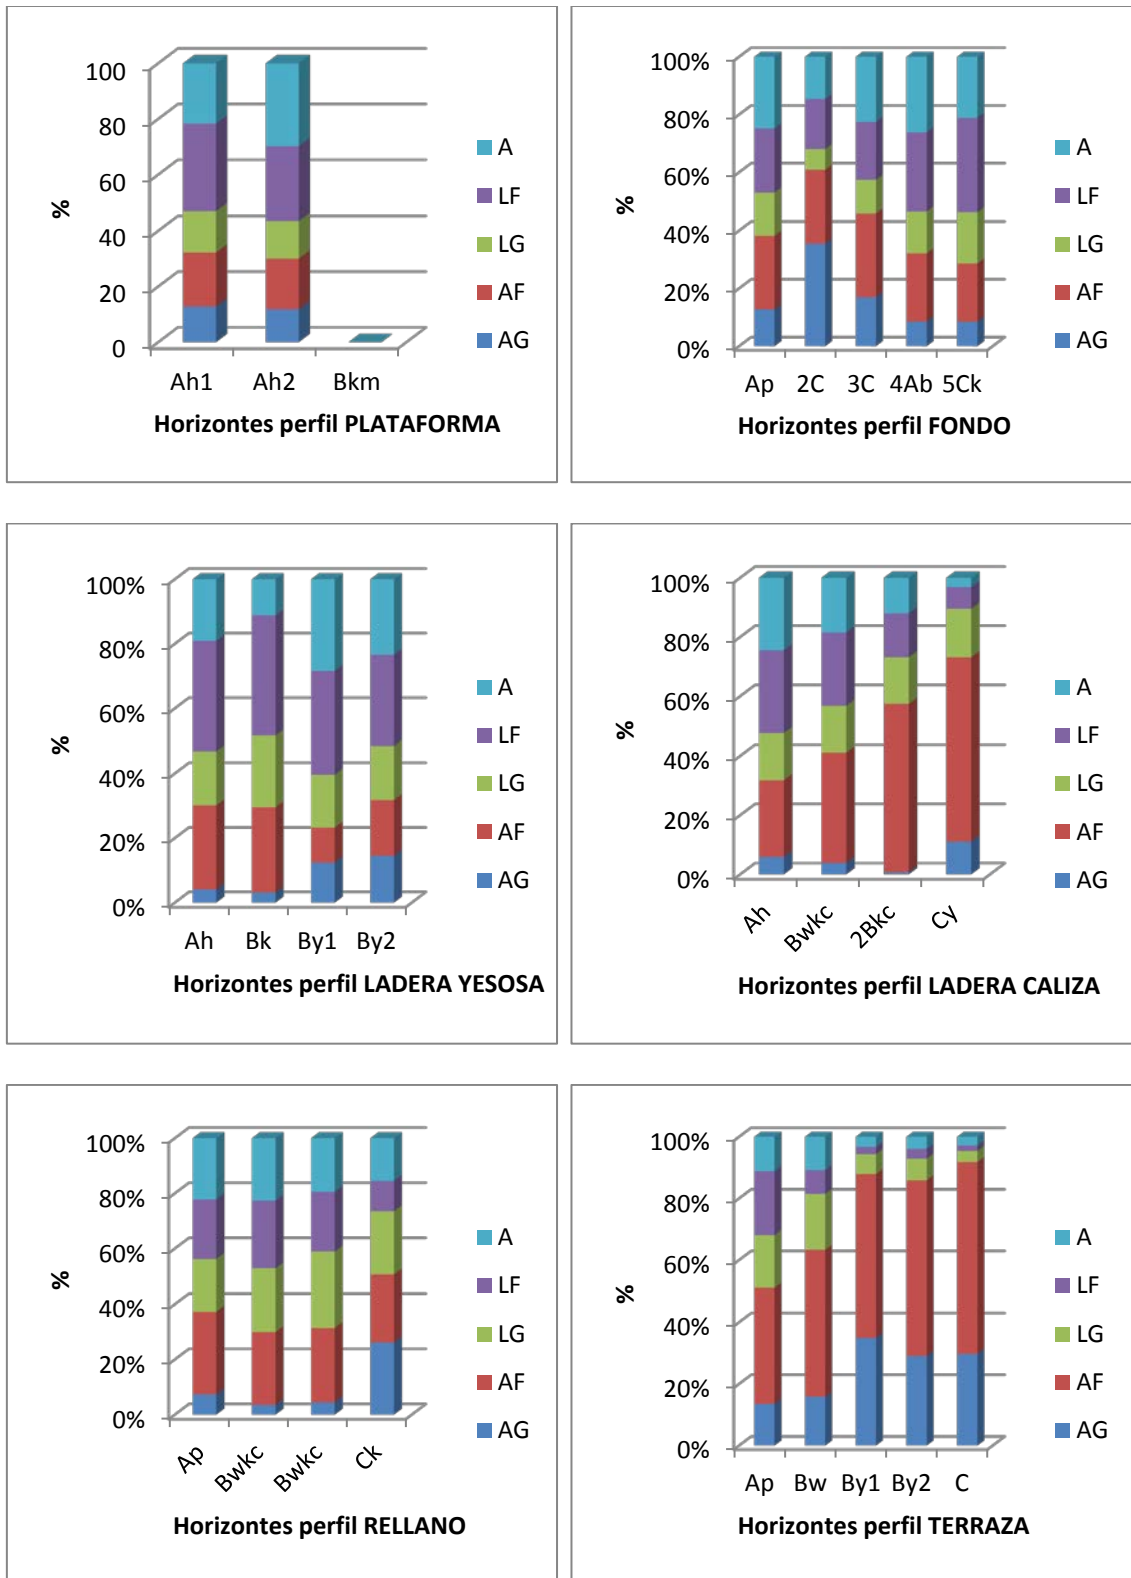 100
80
60
40
20
0
%
Ah1 Ah2 Bkm
Horizontes perfil PLATAFORMA
A
LF
LG
AF
AG
100%
80%
60%
40%
20%
0%
%
Ap 2C 3C 4Ab 5Ck
Horizontes perfil FONDO
A
LF
LG
AF
AG
100%
80%
60%
40%
20%
0%
%
Ah Bk By1 By2
Horizontes perfil LADERA YESOSA
A
LF
LG
AF
AG
100%
80%
60%
40%
20%
0%
%
Ah Bwkc 2Bkc Cy
Horizontes perfil LADERA CALIZA
A
LF
LG
AF
AG
100%
80%
60%
40%
20%
0%
%
Ap Bwkc Bwkc Ck
Horizontes perfil RELLANO
A
LF
LG
AF
AG
100%
80%
60%
40%
20%
0%
%
Ap Bw By1 By2 C
Horizontes perfil TERRAZA
A
LF
LG
AF
AG